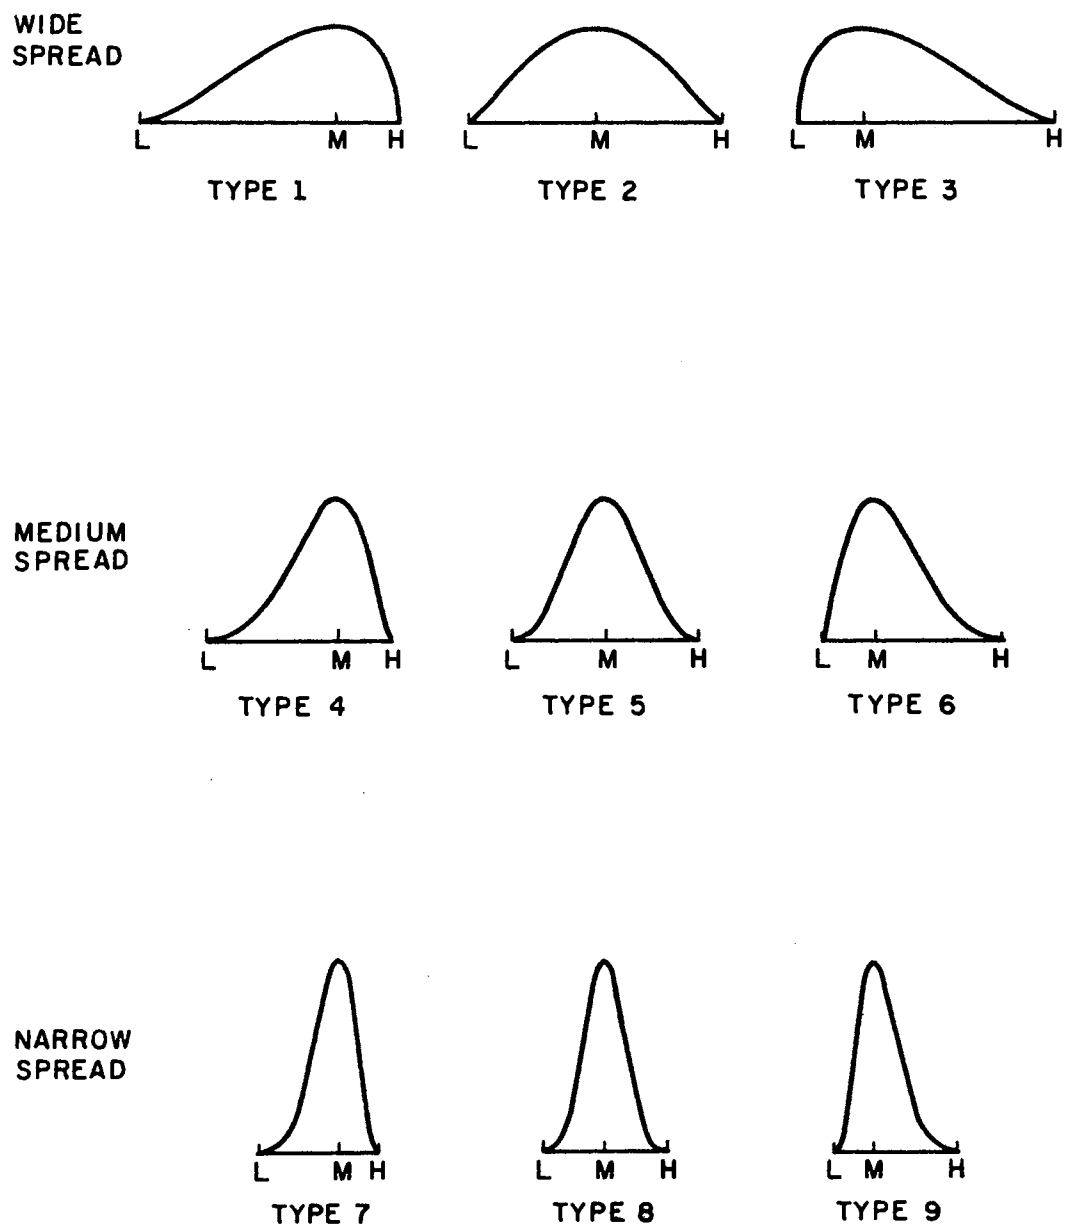 WIDE
SPREAD
L M H
L M H
L M H
TYPE 1
TYPE 2
TYPE 3
MEDIUM
SPREAD
L M H
L M H
L M H
TYPE 4
TYPE 5
TYPE 6
NARROW
SPREAD
L M H
L M H
L M H
TYPE 7
TYPE 8
TYPE 9